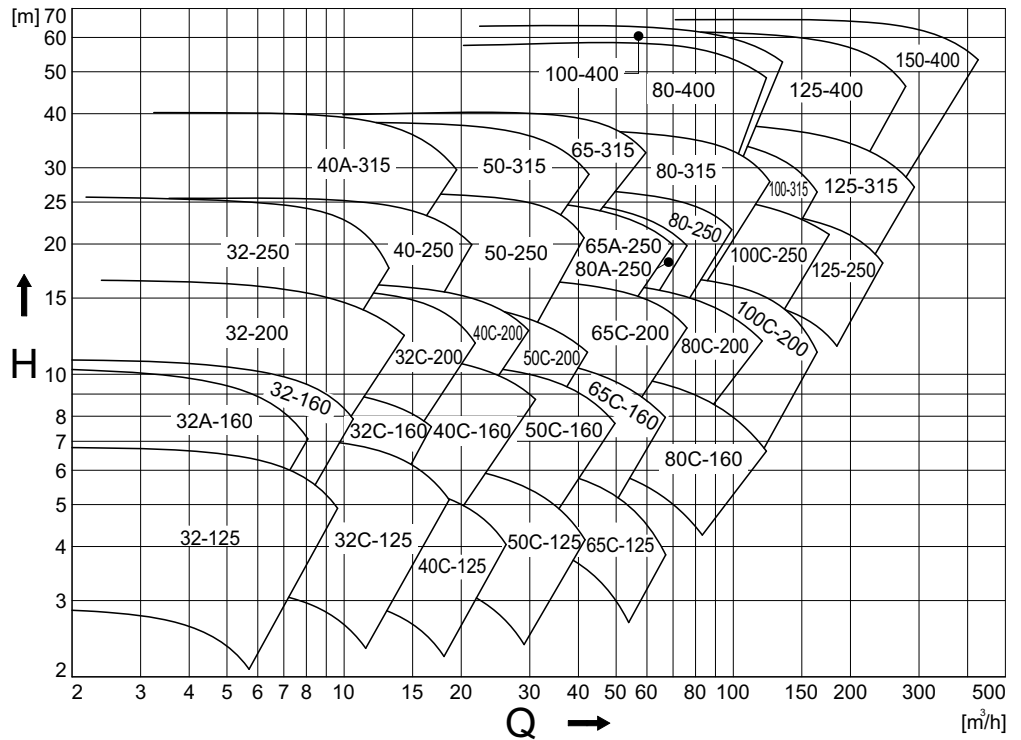 [m] 70
60
50
40
30
25
20
15
10
8
7
6
5
4
3
2
H
150-400
100-400
80-400
125-400
65-315
40A-315
50-315
80-315
100-315
125-315
80-250
32-250
40-250
50-250
65A-250
80A-250
100C-250
125-250
32-200
32C-200
40C-200
50C-200
65C-200
80C-200
100C-200
32-160
32A-160
32C-160
40C-160
50C-160
65C-160
80C-160
32-125
32C-125
40C-125
50C-125
65C-125
2 3 4 5 6 7 8 10 15 20 30 40 50 60 80 100 150 200 300 500
Q
[m³/h]